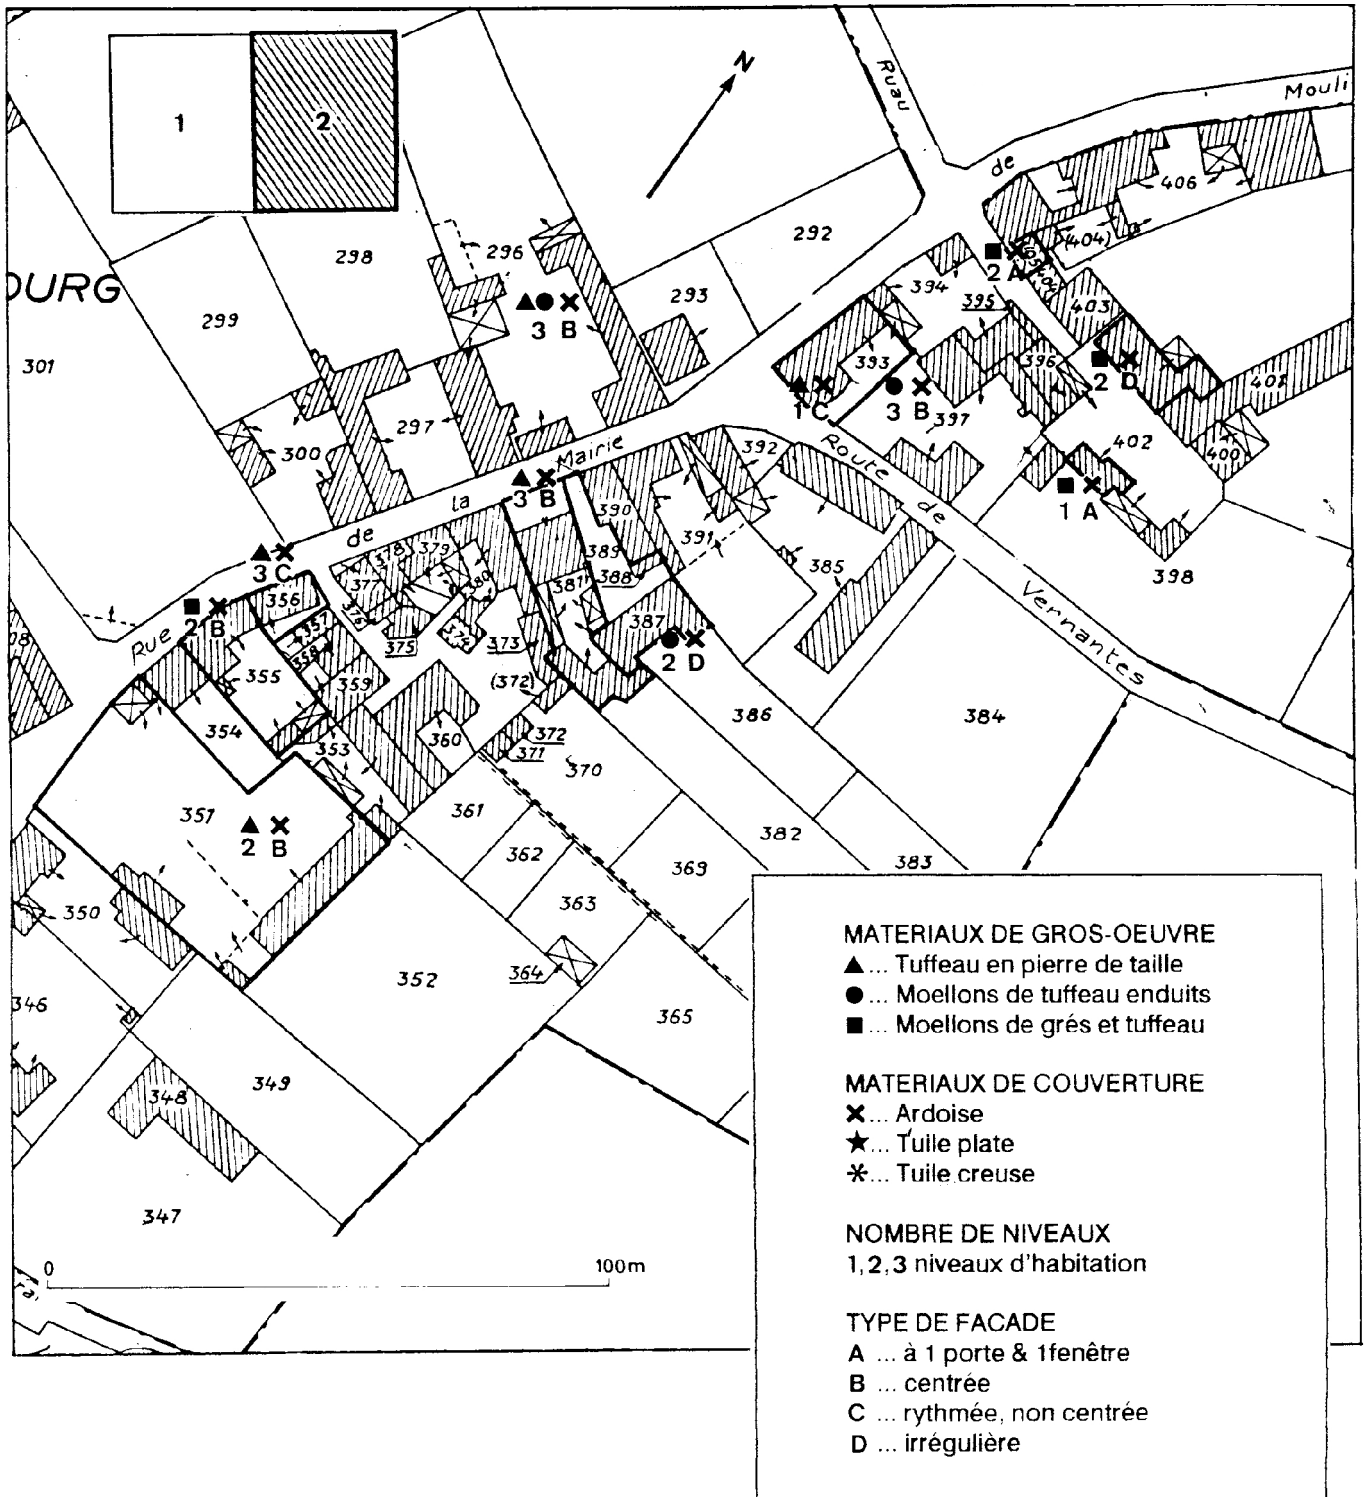 1
2
N
Ruau
de
Mouli
406
(404)
405
404
2 A
403
292
296
298
293
394
395
OURG
299
301
3 B
393
396
2 D
401
1 C
3 B
397
402
400
297
300
Mairie
392
Route de Vernantes
1 A
3 B
la
de
390
391
389
388
385
398
378
379
377
380
381
3 C
356
376
375
374
373
387
2 D
2 B
Rue
357
358
355
359
(372)
386
384
354
353
360
372
371
370
351
2 B
361
362
382
383
369
363
350
352
364
365
346
349
348
347
0
100m
MATERIAUX DE GROS-OEUVRE
▲ ... Tuffeau en pierre de taille
● ... Moellons de tuffeau enduits
■ ... Moellons de grés et tuffeau
MATERIAUX DE COUVERTURE
✕ ... Ardoise
★ ... Tuile plate
✳ ... Tuile creuse
NOMBRE DE NIVEAUX
1,2,3 niveaux d'habitation
TYPE DE FACADE
A ... à 1 porte & 1fenêtre
B ... centrée
C ... rythmée, non centrée
D ... irrégulière